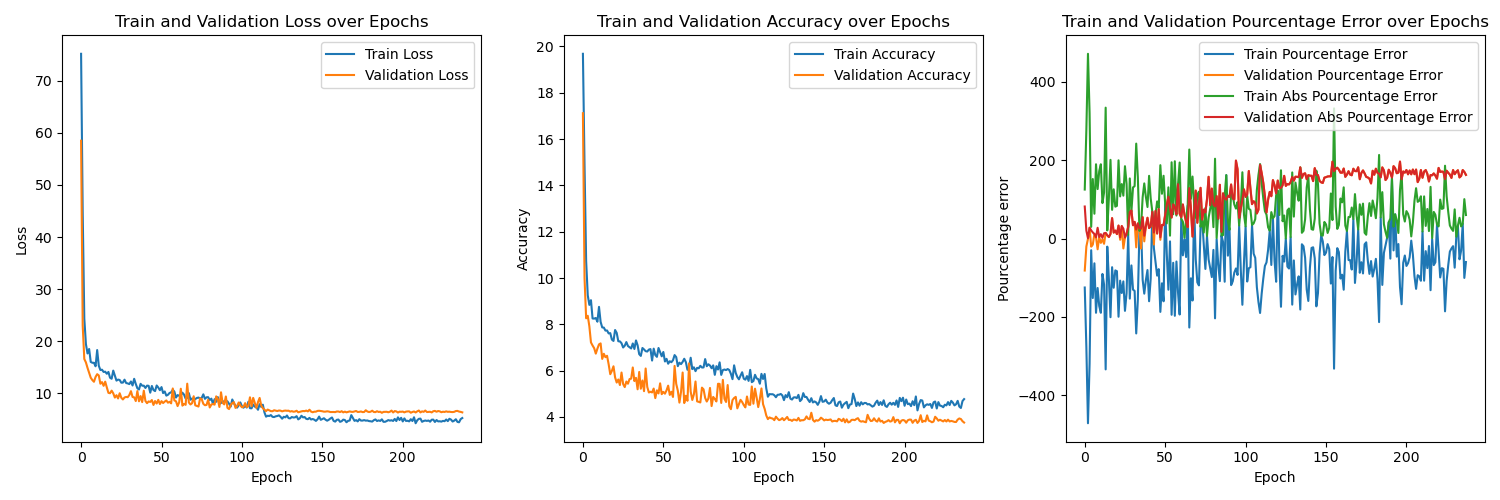 Train and Validation Loss over Epochs
Train Loss
Validation Loss
70
60
50
40
30
20
10
Loss
0
50
100
150
200
Epoch
Train and Validation Accuracy over Epochs
Train Accuracy
Validation Accuracy
20
18
16
14
12
10
8
6
4
Accuracy
0
50
100
150
200
Epoch
Train and Validation Pourcentage Error over Epochs
Train Pourcentage Error
Validation Pourcentage Error
Train Abs Pourcentage Error
Validation Abs Pourcentage Error
400
200
0
−200
−400
Pourcentage error
0
50
100
150
200
Epoch